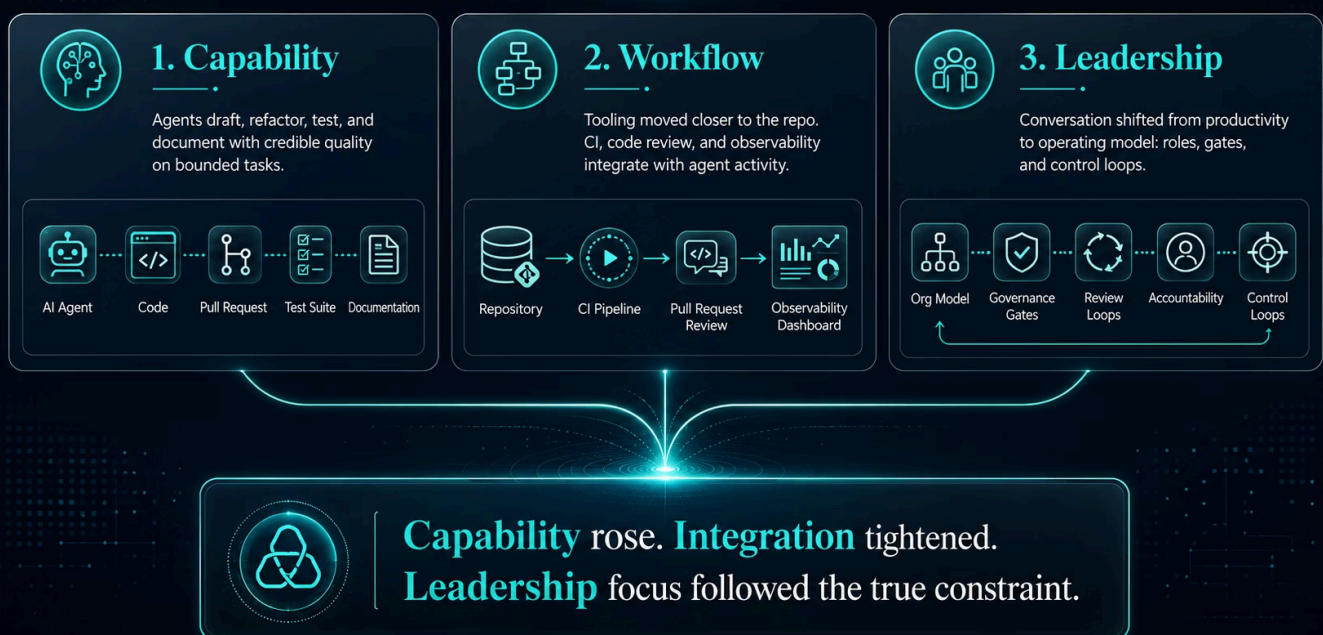 1. Capability
Agents draft, refactor, test, and
document with credible quality
on bounded tasks.
AI Agent
Code
Pull Request
Test Suite
Documentation
2. Workflow
Tooling moved closer to the repo.
CI, code review, and observability
integrate with agent activity.
Repository
CI Pipeline
Pull Request
Review
Observability
Dashboard
3. Leadership
Conversation shifted from productivity
to operating model: roles, gates,
and control loops.
Org Model
Governance
Gates
Review
Loops
Accountability
Control
Loops
Capability rose. Integration tightened.
Leadership focus followed the true constraint.